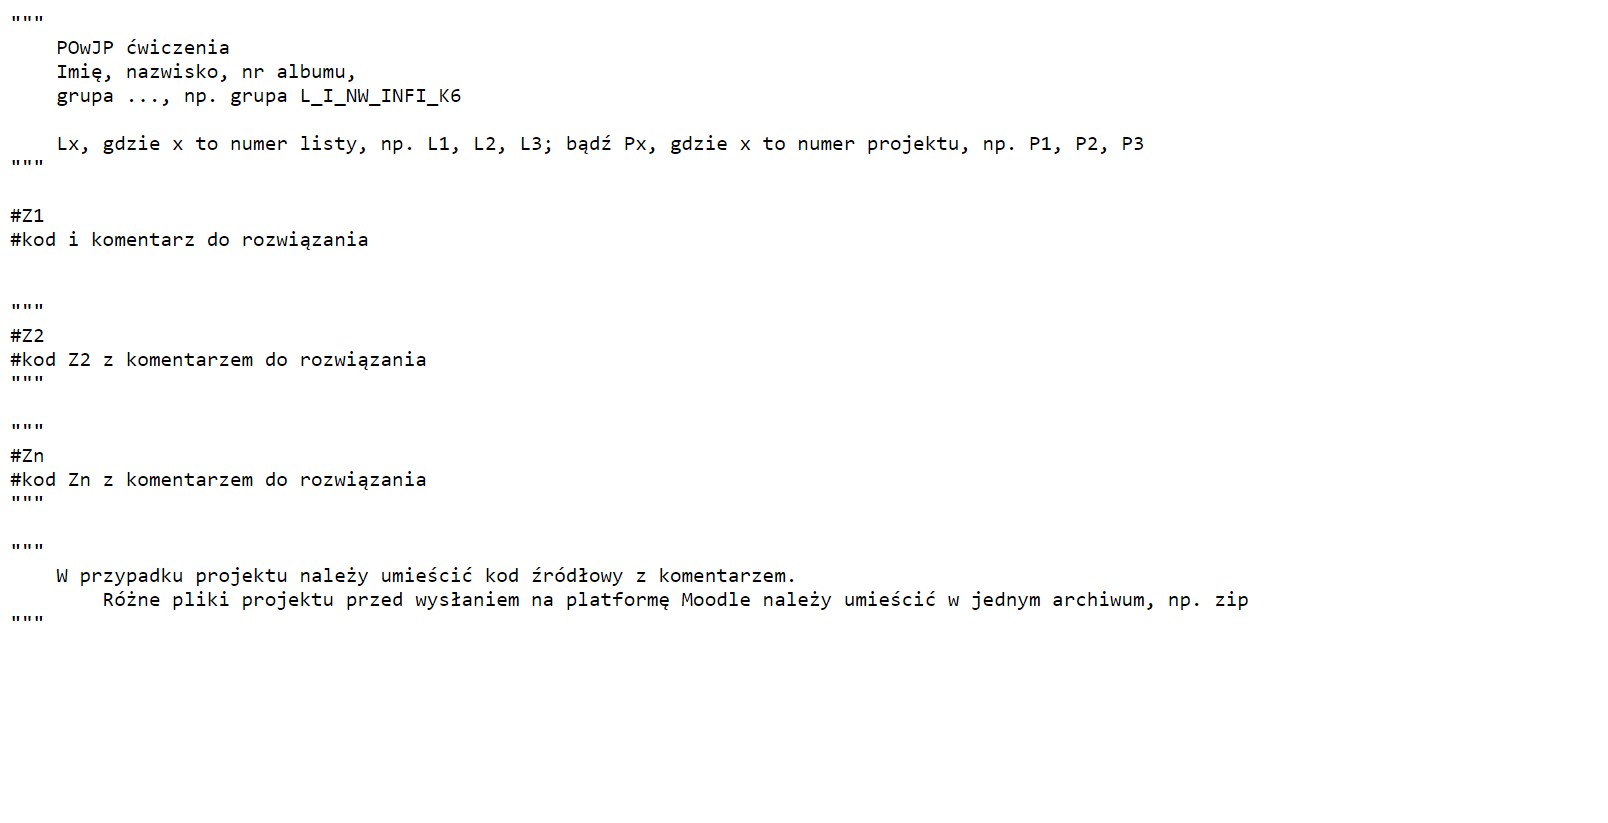 """
    POwJP ćwiczenia
    Imię, nazwisko, nr albumu,
    grupa ..., np. grupa L_I_NW_INFI_K6

    Lx, gdzie x to numer listy, np. L1, L2, L3; bądź Px, gdzie x to numer projektu, np. P1, P2, P3
"""

#Z1
#kod i komentarz do rozwiązania


"""
#Z2
#kod Z2 z komentarzem do rozwiązania
"""

"""
#Zn
#kod Zn z komentarzem do rozwiązania
"""

"""
    W przypadku projektu należy umieścić kod źródłowy z komentarzem.
        Różne pliki projektu przed wysłaniem na platformę Moodle należy umieścić w jednym archiwum, np. zip
"""